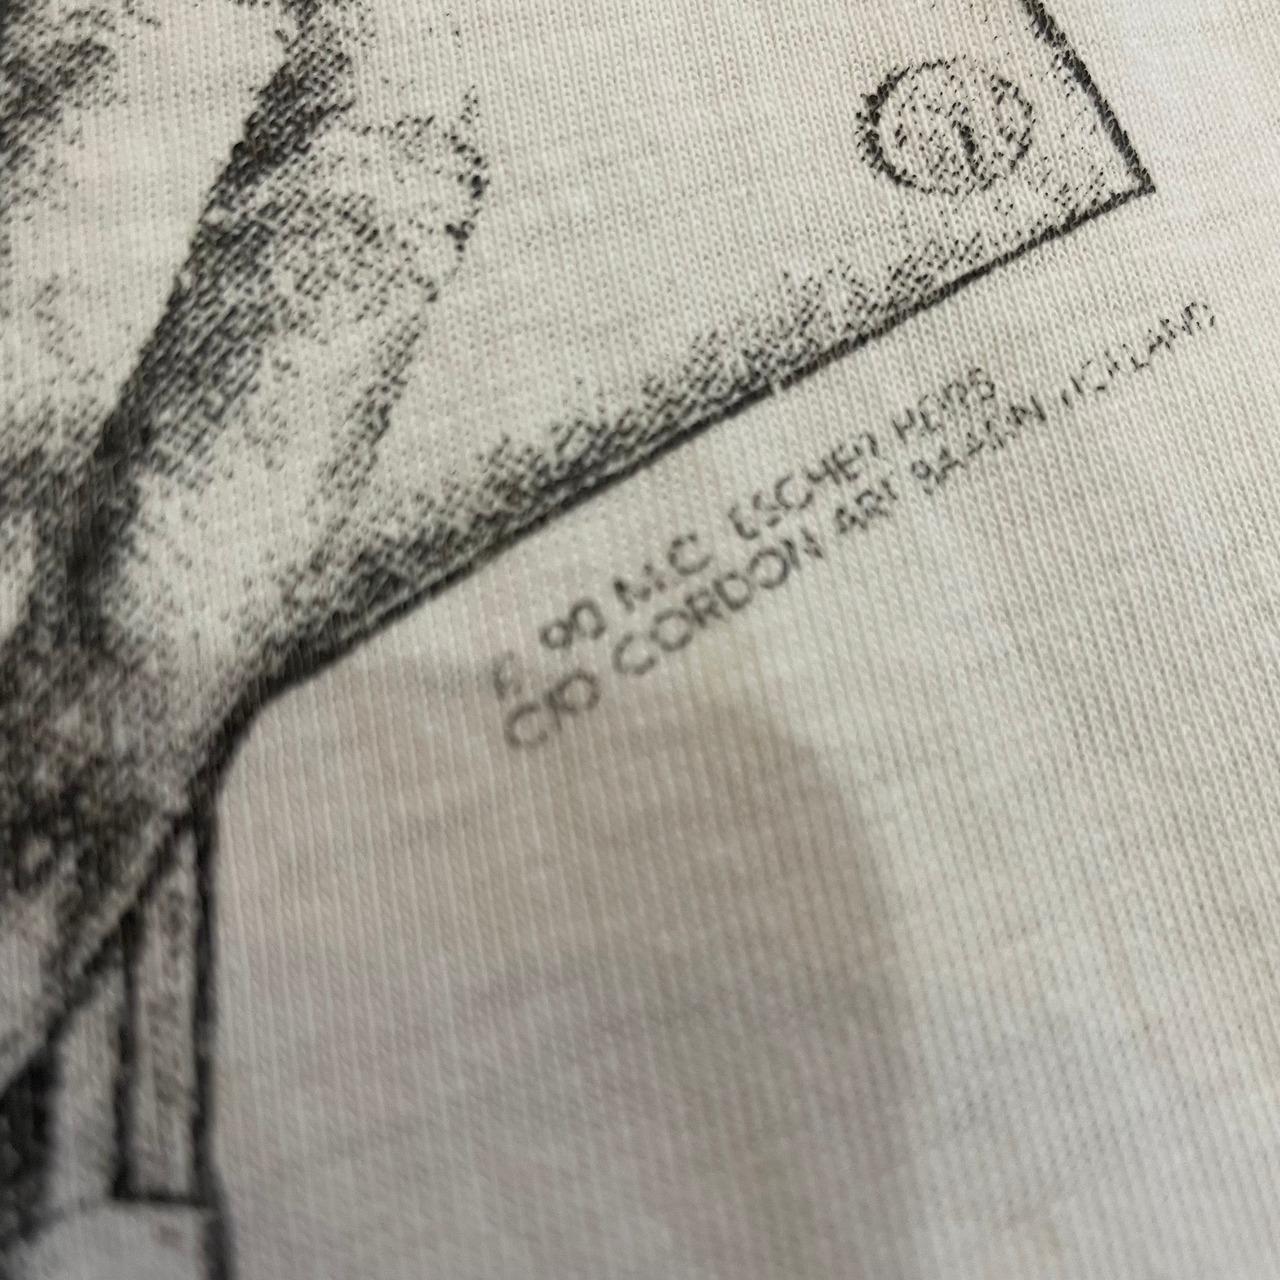 © 90 M.C. ESCHER HEIRS
C/O CORDON ART BAARN HOLLAND